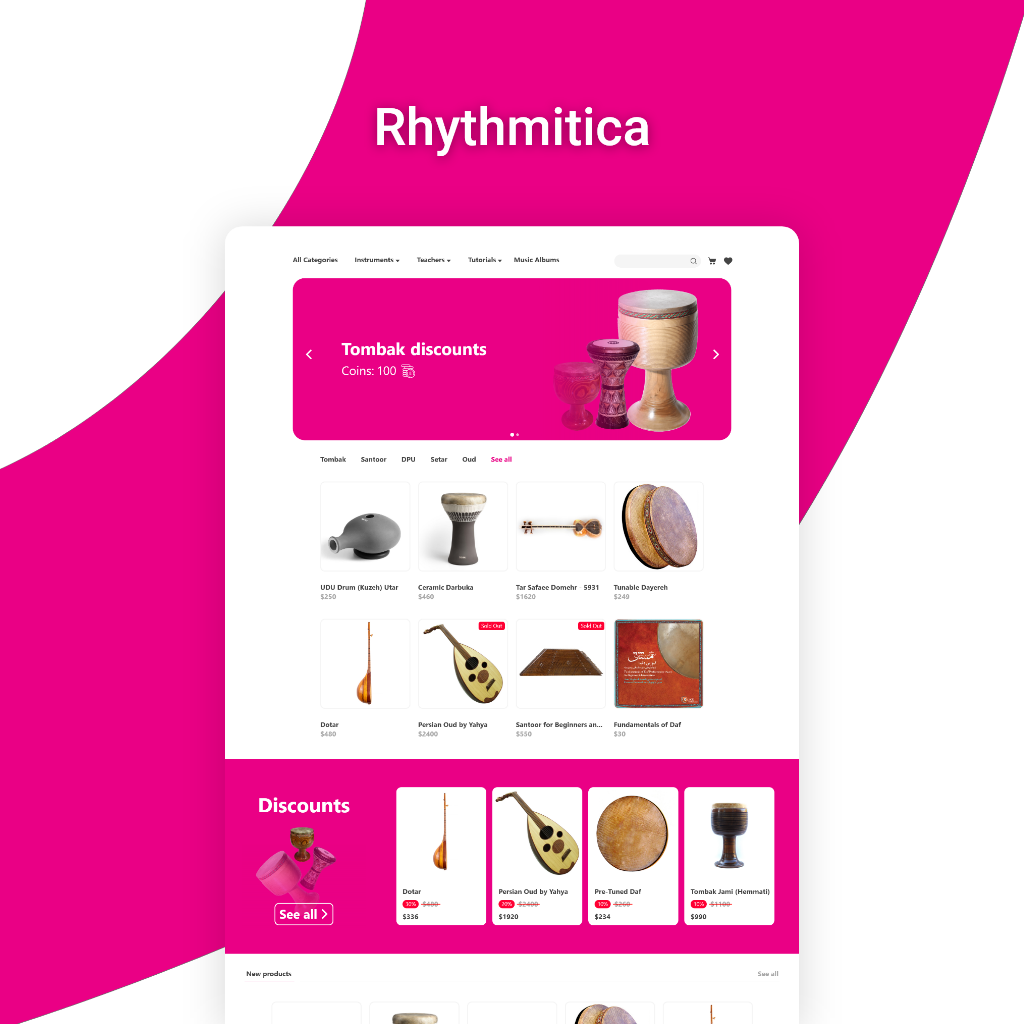 Rhythmitica
All Categories Instruments Teachers Tutorials Music Albums
Tombak discounts
Coins: 100
Tombak Santoor DPU Setar Oud See all
UDU Drum (Kuzeh) Utar
$250
Ceramic Darbuka
$460
Tar Safaee Domehr - 5931
$1620
Tunable Dayereh
$240
Sold Out
Sold Out
Dotar
$480
Persian Oud by Yahya
$2400
Santoor for Beginners an...
$550
Fundamentals of Daf
$30
Discounts
See all
Dotar
$480
$336
Persian Oud by Yahya
20% $2400
$1920
Pre-Tuned Daf
10% $260
$234
Tombak Jami (Hemmati)
10% $1100
$990
New products
See all